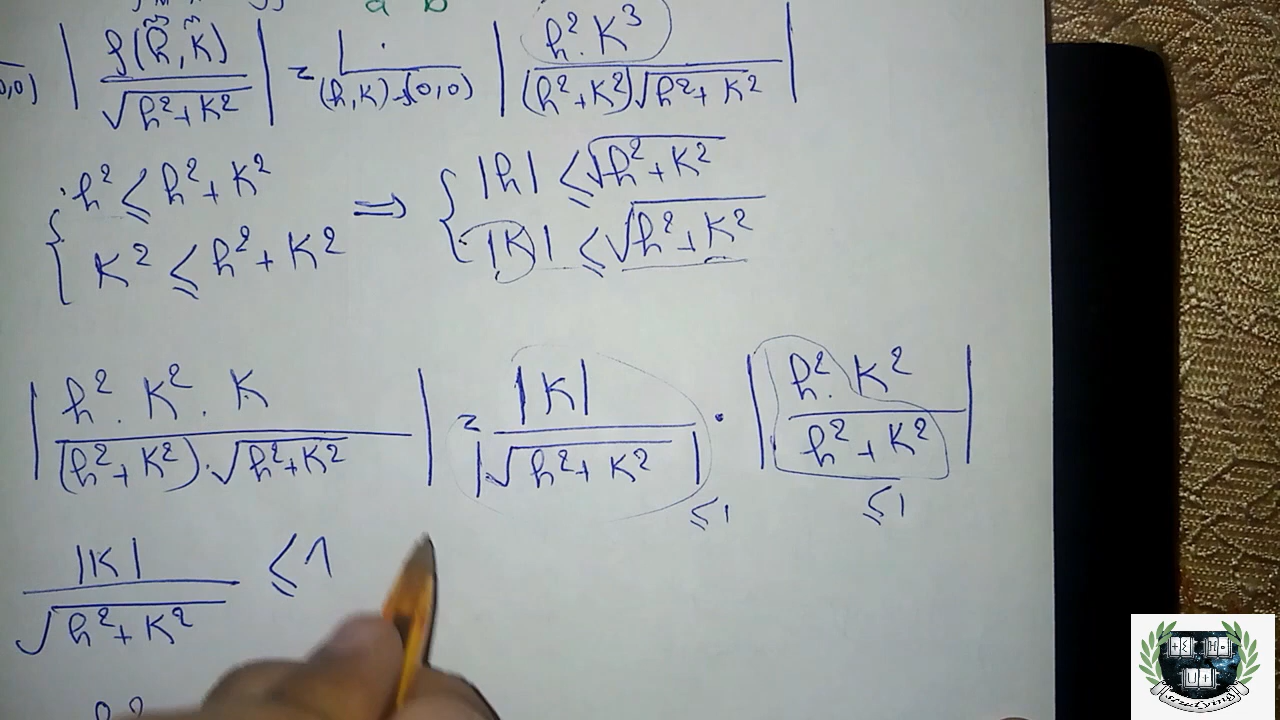 a b
0,0) | f(h̃,k̃) / √(h²+k²) | = | . / (h,k)→(0,0) | h².k³ / (h²+k²)√(h²+k²) |
{ h² ≤ h²+k² ⇒ { |h| ≤ √(h²+k²)
k² ≤ h²+k² |k| ≤ √(h²+k²)
| h².k².k / (h²+k²).√(h²+k²) | = |k| / |√(h²+k²)| . | h².k² / h²+k² |
≤1 ≤1
|k| / √(h²+k²) ≤ 1